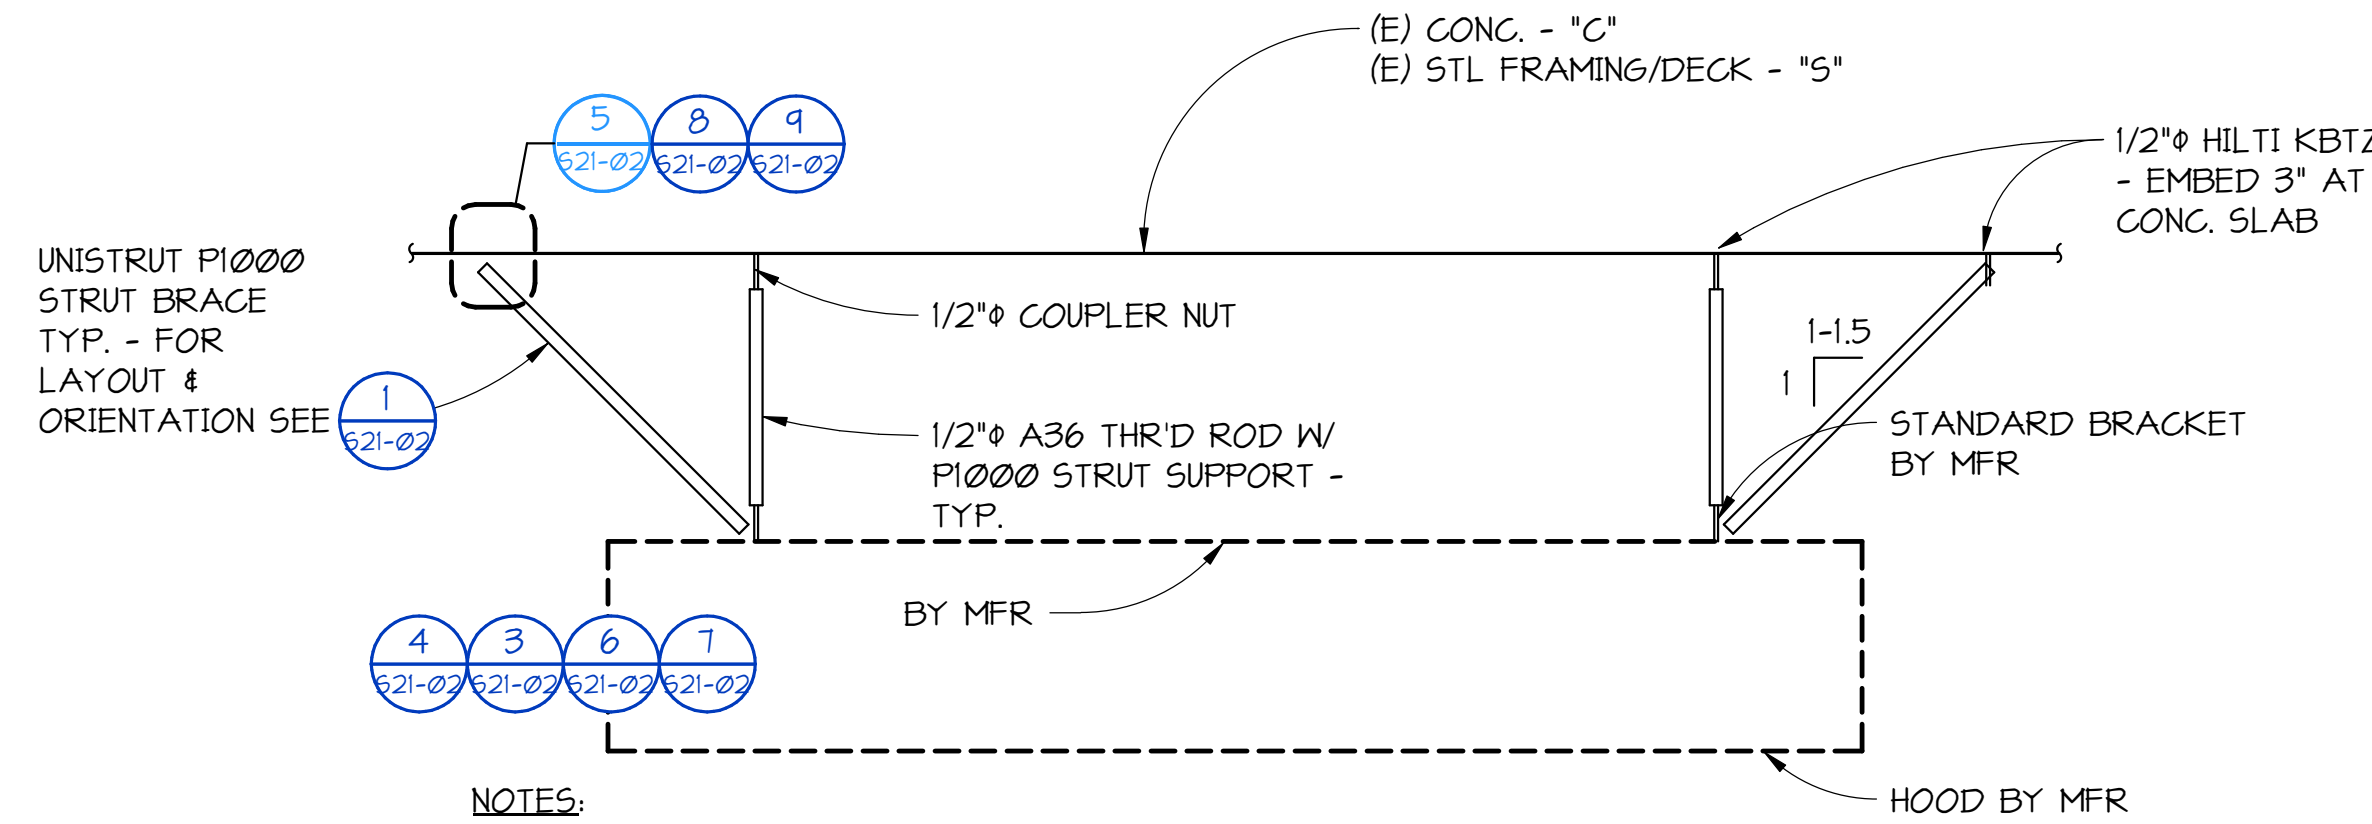 (E) CONC. - "C"
(E) STL FRAMING/DECK - "S"
5
S21-02
8
S21-02
9
S21-02
1/2"ϕ HILTI KBTZ
- EMBED 3" AT
CONC. SLAB
UNISTRUT P1000
STRUT BRACE
TYP. - FOR
LAYOUT &
ORIENTATION SEE
1
S21-02
1/2"ϕ COUPLER NUT
1-1.5
1
1/2"ϕ A36 THR'D ROD W/
P1000 STRUT SUPPORT -
TYP.
STANDARD BRACKET
BY MFR
BY MFR
4
S21-02
3
S21-02
6
S21-02
7
S21-02
NOTES:
HOOD BY MFR